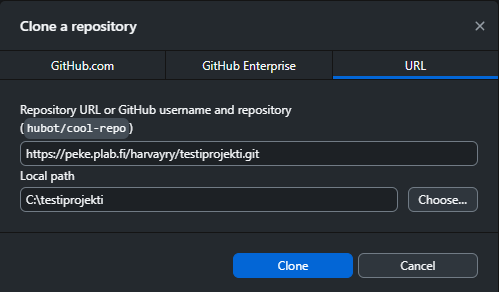 Clone a repository
GitHub.com
GitHub Enterprise
URL
Repository URL or GitHub username and repository
(hubot/cool-repo)
https://peke.plab.fi/harvayry/testiprojekti.git
Local path
C:\testiprojekti
Choose...
Clone
Cancel